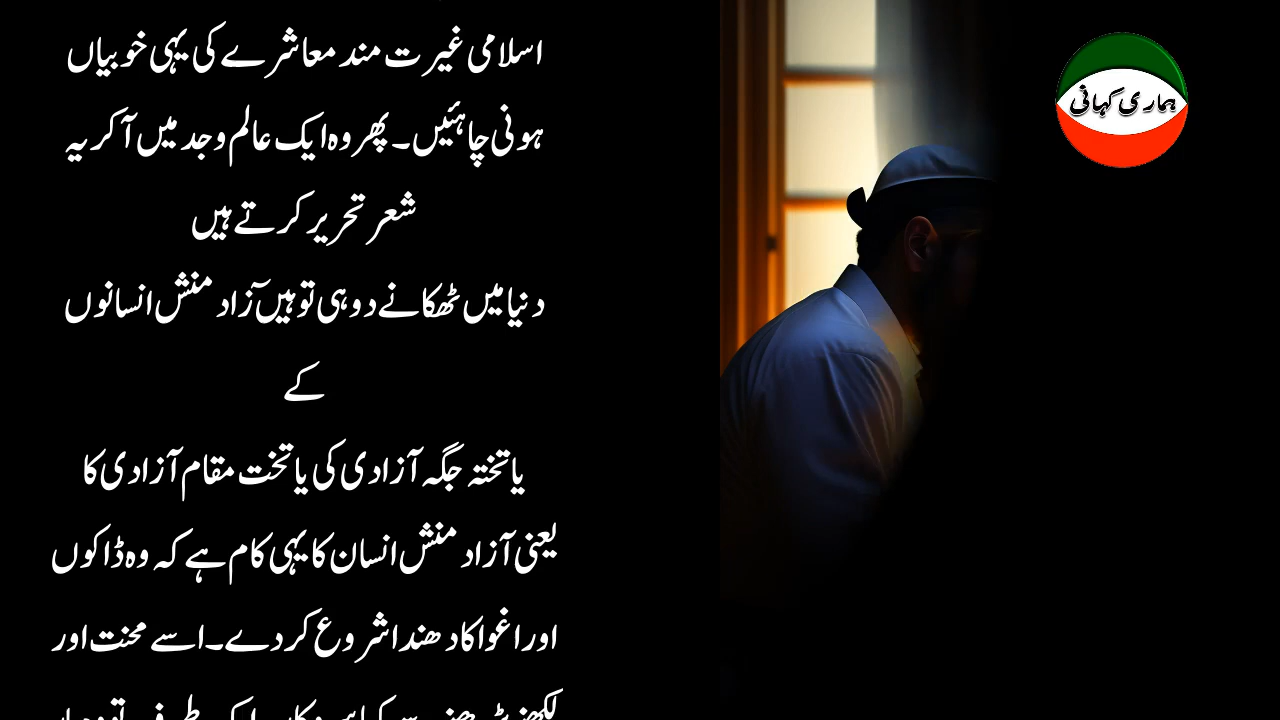 اسلامی غیرت مند معاشرے کی یہی خوبیاں
ہونی چاہئیں۔ پھر وہ ایک عالم وجد میں آ کر یہ
شعر تحریر کرتے ہیں
دنیا میں ٹھکانے دو ہی تو ہیں آزاد منش انسانوں
کے
یا تختہ جگہ آزادی کی یا تخت مقام آزادی کا
یعنی آزاد منش انسان کا یہی کام ہے کہ وہ ڈاکوں
اور اغوا کا دھندا شروع کر دے۔ اسے محنت اور
ہماری کہانی